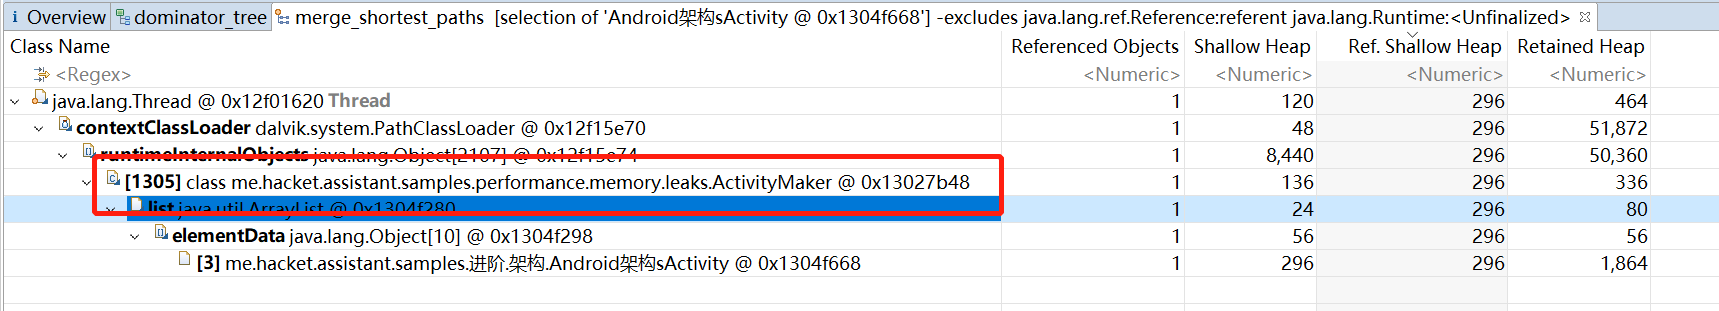 i Overview dominator_tree merge_shortest_paths [selection of 'Android架构sActivity @ 0x1304f668'] -excludes java.lang.ref.Reference:referent java.lang.Runtime:<Unfinalized>
Class Name Referenced Objects Shallow Heap Ref. Shallow Heap Retained Heap
<Regex> <Numeric> <Numeric> <Numeric> <Numeric>
java.lang.Thread @ 0x12f01620 Thread 1 120 296 464
contextClassLoader dalvik.system.PathClassLoader @ 0x12f15e70 1 48 296 51,872
runtimeInternalObjects java.lang.Object[2107] @ 0x12f15e74 1 8,440 296 50,360
[1305] class me.hacket.assistant.samples.performance.memory.leaks.ActivityMaker @ 0x13027b48 1 136 296 336
list java.util.ArrayList @ 0x1304f280 1 24 296 80
elementData java.lang.Object[10] @ 0x1304f298 1 56 296 56
[3] me.hacket.assistant.samples.进阶.架构.Android架构sActivity @ 0x1304f668 1 296 296 1,864